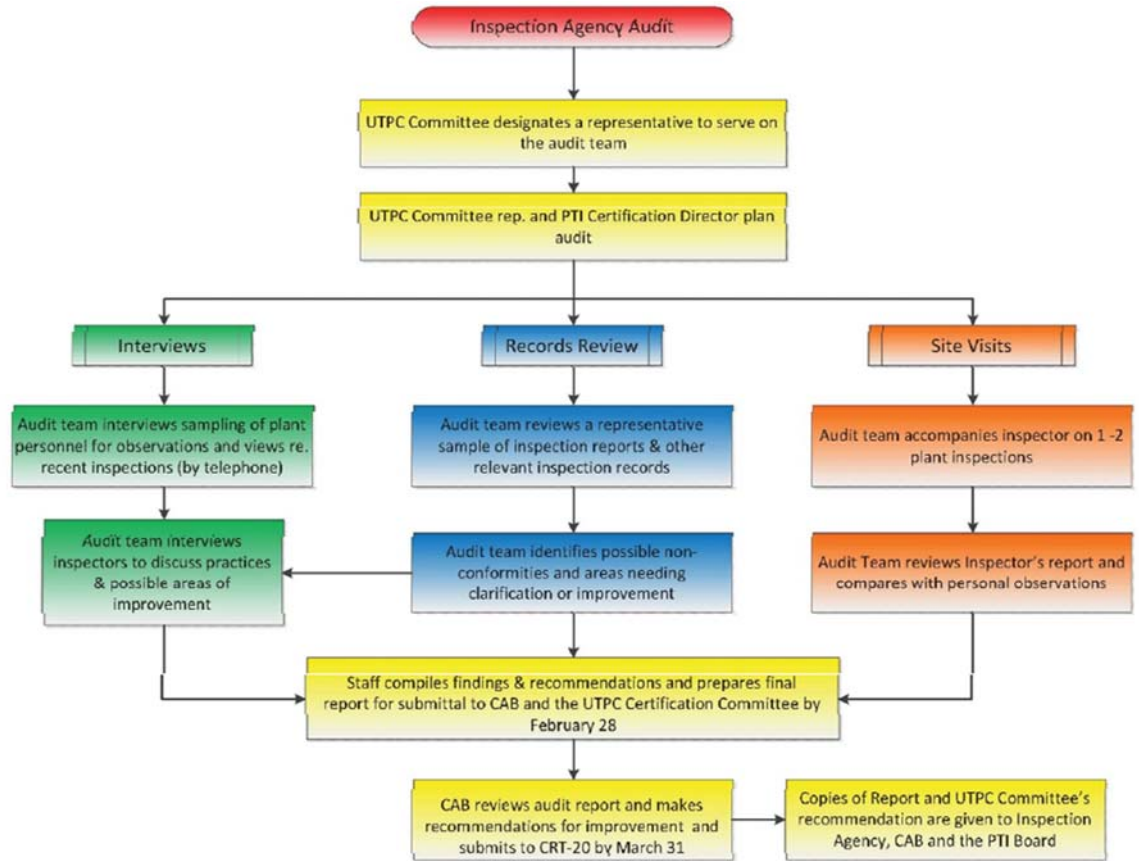 Inspection Agency Audit
UTPC Committee designates a representative to serve on
the audit team
UTPC Committee rep. and PTI Certification Director plan
audit
Interviews
Records Review
Site Visits
Audit team interviews sampling of plant
personnel for observations and views re.
recent inspections (by telephone)
Audit team reviews a representative
sample of inspection reports & other
relevant inspection records
Audit team accompanies inspector on 1 -2
plant inspections
Audit team interviews
inspectors to discuss practices
& possible areas of
improvement
Audit team identifies possible non-
conformities and areas needing
clarification or improvement
Audit Team reviews Inspector's report and
compares with personal observations
Staff compiles findings & recommendations and prepares final
report for submittal to CAB and the UTPC Certification Committee by
February 28
CAB reviews audit report and makes
recommendations for improvement and
submits to CRT-20 by March 31
Copies of Report and UTPC Committee's
recommendation are given to Inspection
Agency, CAB and the PTI Board